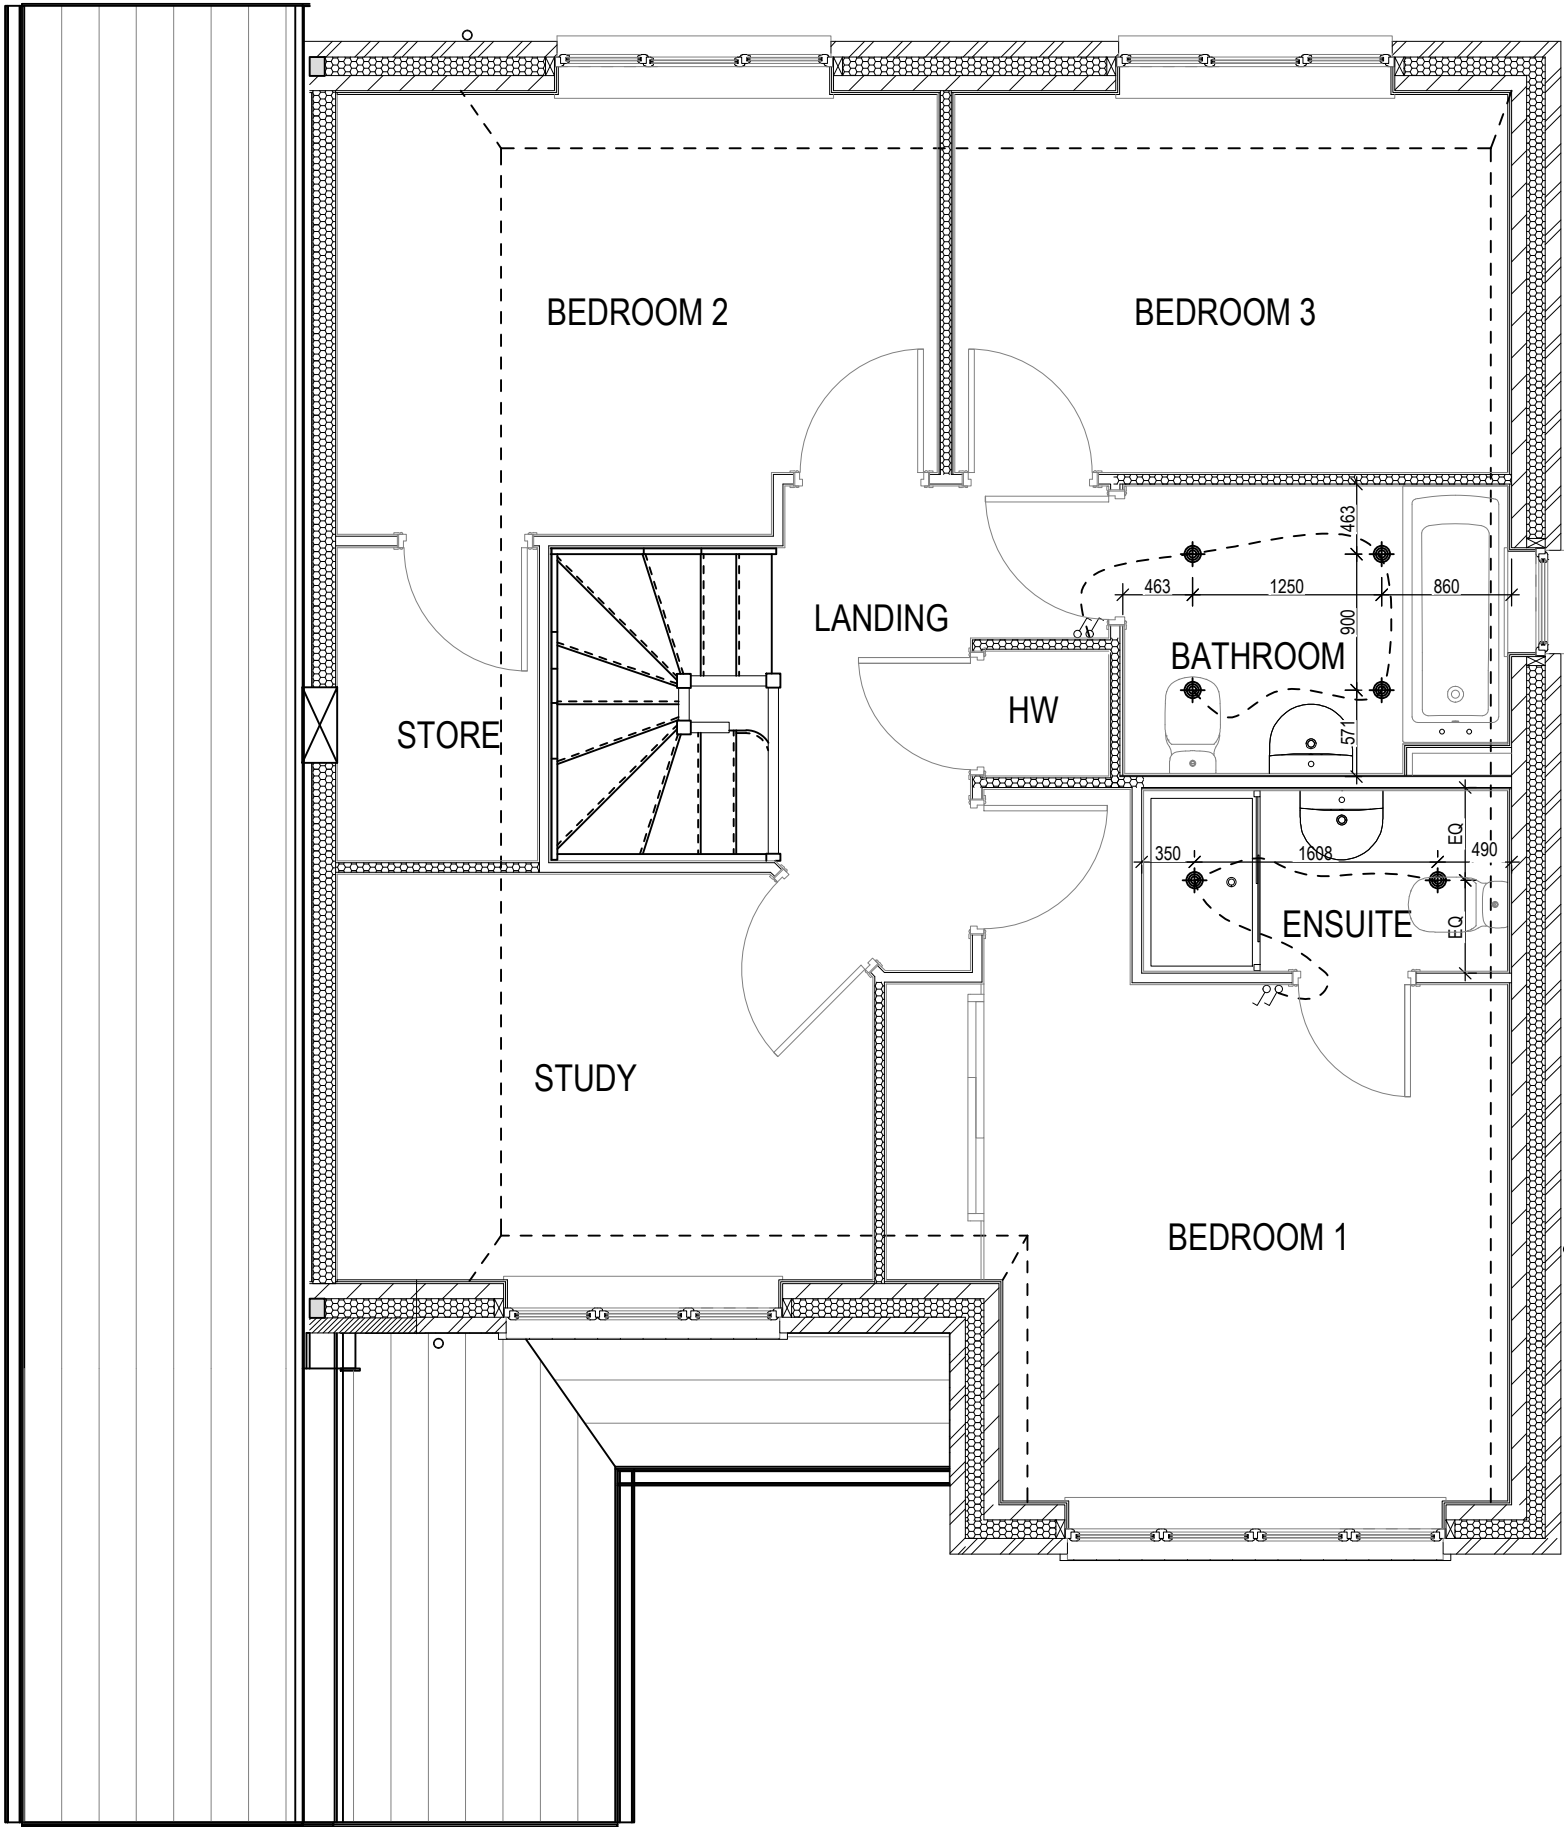 BEDROOM 2
BEDROOM 3
463
463
1250
860
LANDING
900
BATHROOM
HW
STORE
571
350
1608
EQ
490
ENSUITE
EQ
STUDY
BEDROOM 1